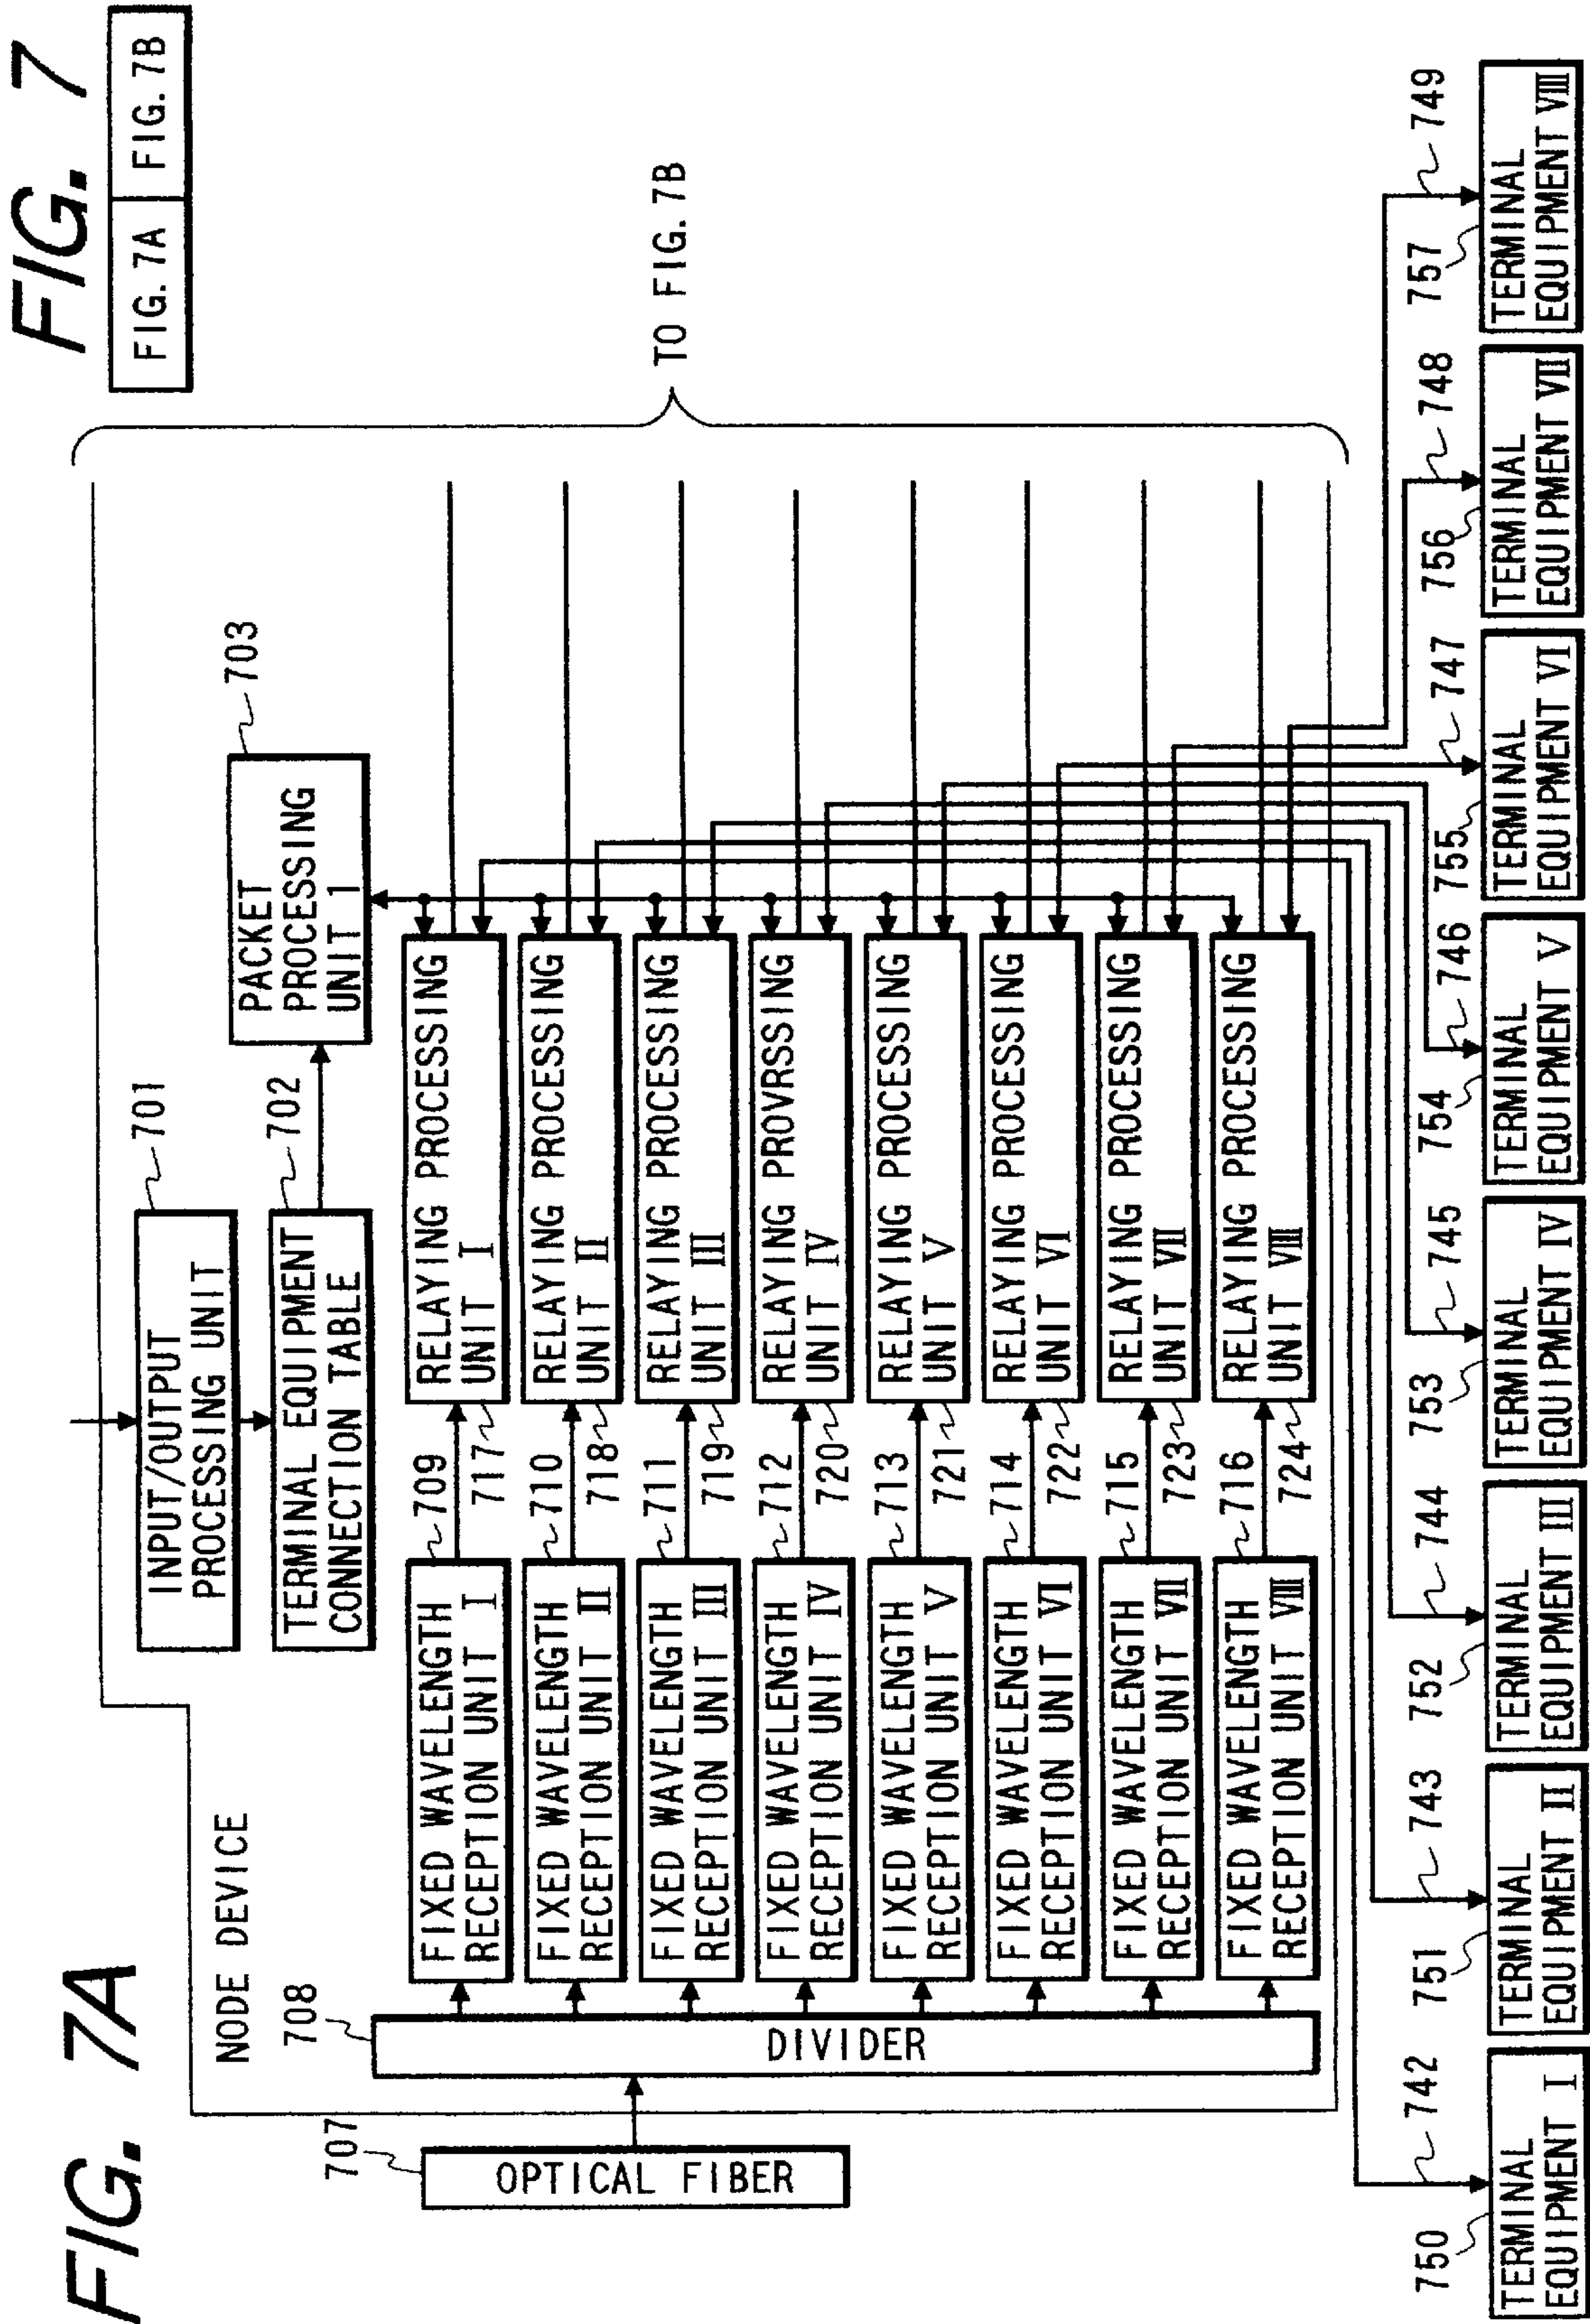 FIG. 7A
FIG. 7
FIG. 7A
FIG. 7B
NODE DEVICE
701
INPUT/OUTPUT
PROCESSING UNIT
702
TERMINAL EQUIPMENT
CONNECTION TABLE
703
PACKET
PROCESSING
UNIT 1
707
OPTICAL FIBER
708
DIVIDER
FIXED WAVELENGTH
RECEPTION UNIT I
709
717
RELAYING PROCESSING
UNIT I
FIXED WAVELENGTH
RECEPTION UNIT II
710
718
RELAYING PROCESSING
UNIT II
FIXED WAVELENGTH
RECEPTION UNIT III
711
719
RELAYING PROCESSING
UNIT III
FIXED WAVELENGTH
RECEPTION UNIT IV
712
720
RELAYING PROVRSSING
UNIT IV
FIXED WAVELENGTH
RECEPTION UNIT V
713
721
RELAYING PROCESSING
UNIT V
FIXED WAVELENGTH
RECEPTION UNIT VI
714
722
RELAYING PROCESSING
UNIT VI
FIXED WAVELENGTH
RECEPTION UNIT VII
715
723
RELAYING PROCESSING
UNIT VII
FIXED WAVELENGTH
RECEPTION UNIT VIII
716
724
RELAYING PROCESSING
UNIT VIII
TO FIG. 7B
750
742
TERMINAL
EQUIPMENT I
751
743
TERMINAL
EQUIPMENT II
752
744
TERMINAL
EQUIPMENT III
753
745
TERMINAL
EQUIPMENT IV
754
746
TERMINAL
EQUIPMENT V
755
747
TERMINAL
EQUIPMENT VI
756
748
TERMINAL
EQUIPMENT VII
757
749
TERMINAL
EQUIPMENT VIII